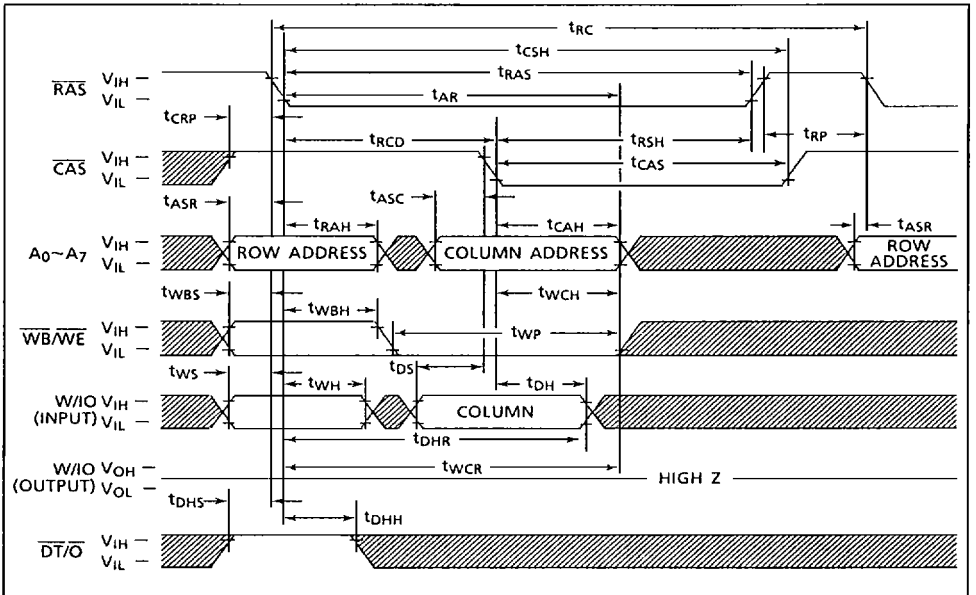 tRC
tCSH
tRAS
tAR
RAS VIH
VIL
tCRP
tRCD
tRSH
tRP
CAS VIH
VIL
tCAS
tASR
tRAH
tASC
tCAH
tASR
A0~A7 VIH
VIL
ROW ADDRESS
COLUMN ADDRESS
ROW ADDRESS
tWBS
tWBH
tWCH
WB/WE VIH
VIL
tWP
tWS
tWH
tDS
tDH
W/IO VIH
(INPUT) VIL
COLUMN
tDHR
tWCR
W/IO VOH
(OUTPUT) VOL
HIGH Z
tDHS
tDHH
DT/O VIH
VIL